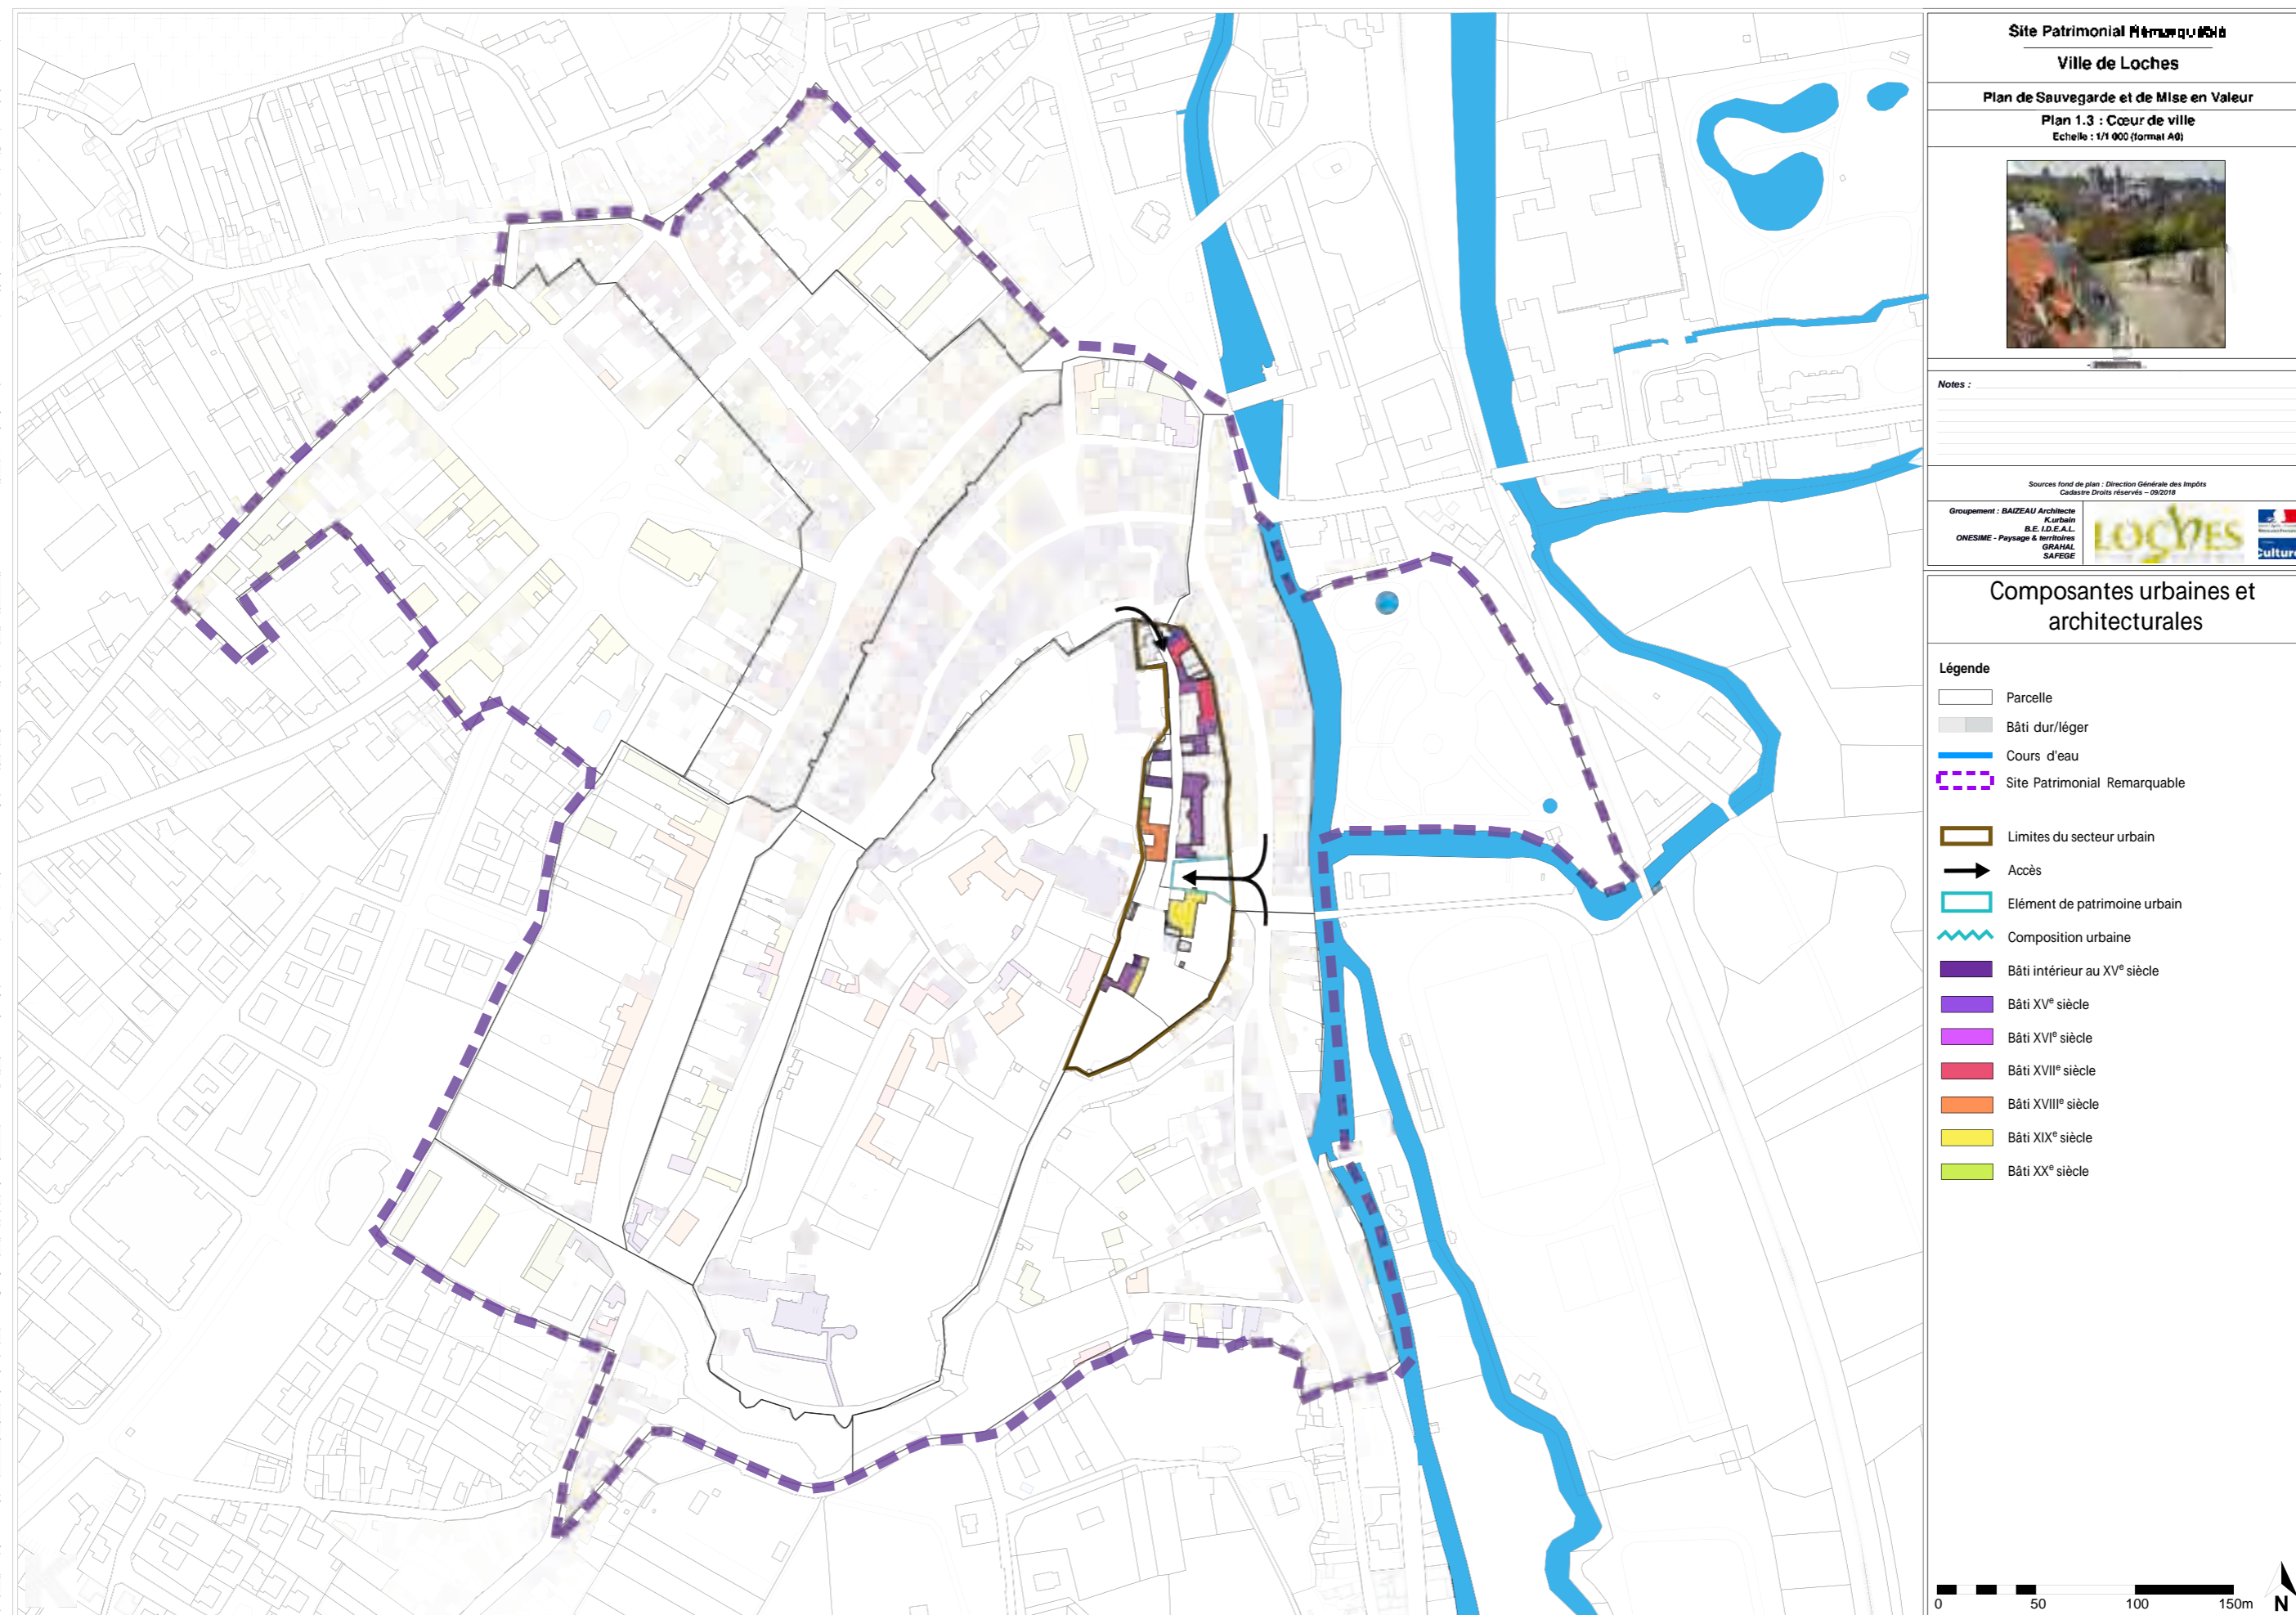 Site Patrimonial
Ville de Loches
Plan de Sauvegarde et de Mise en Valeur
Plan 1.3 : Cœur de ville
Echelle : 1/1 000 (format A0)
Notes :
Sources fond de plan : Direction Générale des Impôts
Cadastre Droits réservés – 09/2018
Groupement : BAIZEAU Architecte
K.urbain
B.E. I.D.E.A.L.
ONESIME - Paysage & territoires
GRAHAL
SAFEGE
LOCHES
Culture
Composantes urbaines et
architecturales
Légende
Parcelle
Bâti dur/léger
Cours d'eau
Site Patrimonial Remarquable
Limites du secteur urbain
Accès
Elément de patrimoine urbain
Composition urbaine
Bâti intérieur au XVe siècle
Bâti XVe siècle
Bâti XVIe siècle
Bâti XVIIe siècle
Bâti XVIIIe siècle
Bâti XIXe siècle
Bâti XXe siècle
0 50 100 150m
N